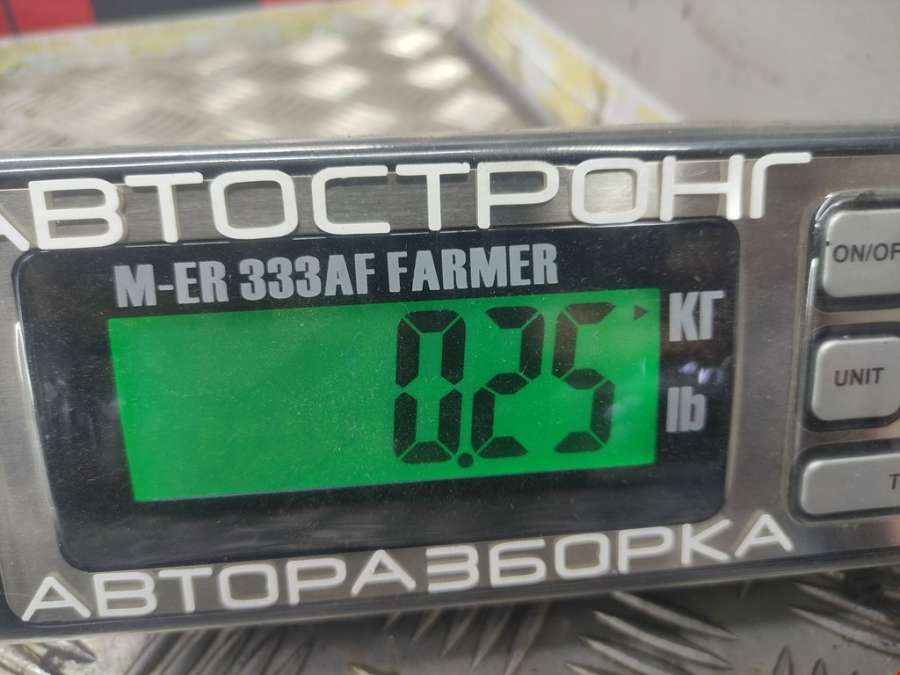 АВТОСТРОНГ
M-ER 333AF FARMER
0.25
КГ
lb
ON/OF
UNIT
T
АВТОРАЗБОРКА